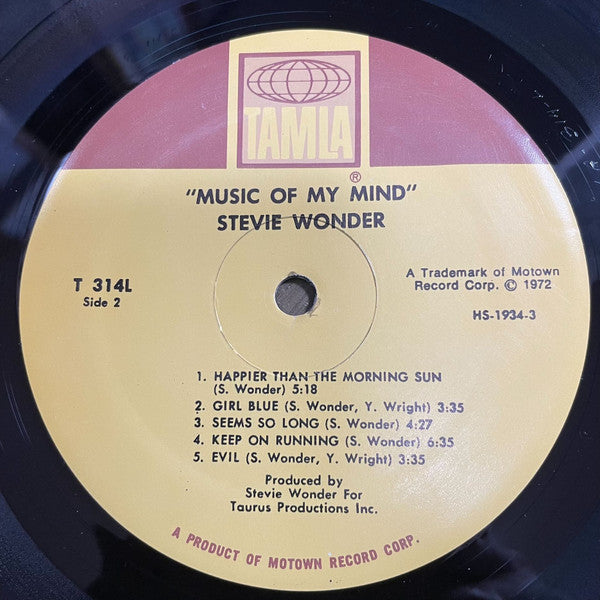 TAMLA
®
"MUSIC OF MY MIND"
STEVIE WONDER
T 314L
Side 2
A Trademark of Motown
Record Corp. © 1972
HS-1934-3
1. HAPPIER THAN THE MORNING SUN
(S. Wonder) 5:18
2. GIRL BLUE (S. Wonder, Y. Wright) 3:35
3. SEEMS SO LONG (S. Wonder) 4:27
4. KEEP ON RUNNING (S. Wonder) 6:35
5. EVIL (S. Wonder, Y. Wright) 3:35
Produced by
Stevie Wonder For
Taurus Productions Inc.
A PRODUCT OF MOTOWN RECORD CORP.